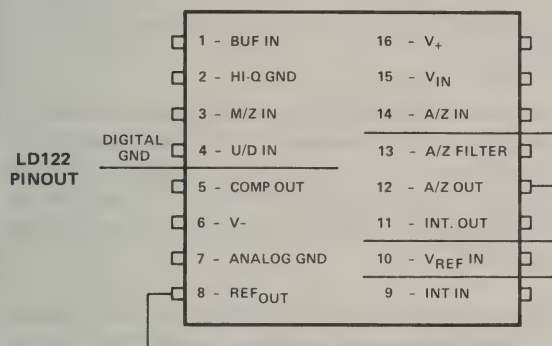 LD122
PINOUT
DIGITAL
GND
1 - BUF IN
2 - HI-Q GND
3 - M/Z IN
4 - U/D IN
5 - COMP OUT
6 - V-
7 - ANALOG GND
8 - REFOUT
16 - V+
15 - VIN
14 - A/Z IN
13 - A/Z FILTER
12 - A/Z OUT
11 - INT. OUT
10 - VREF IN
9 - INT IN